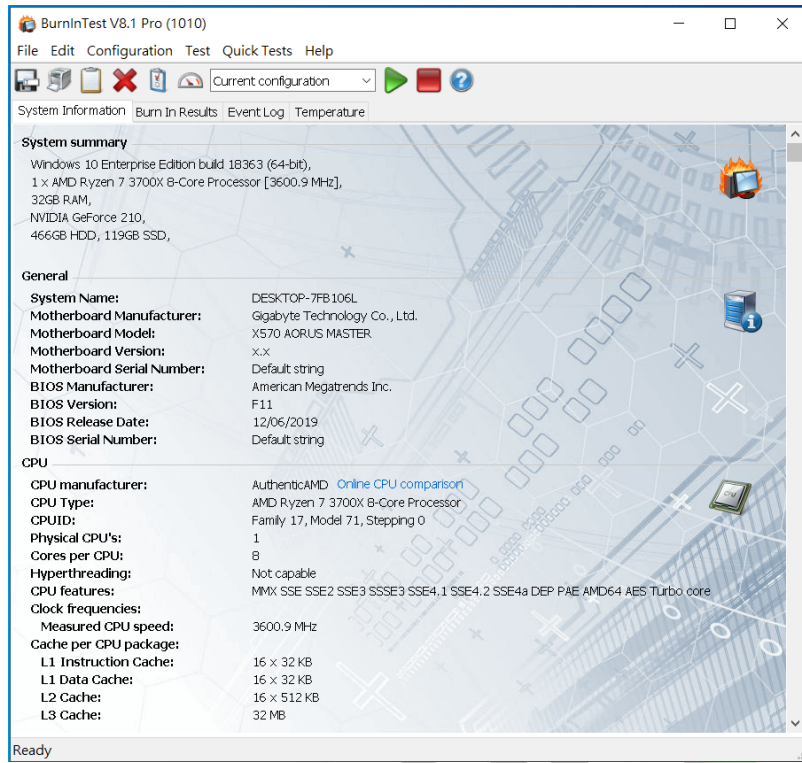 BurnInTest V8.1 Pro (1010)
File Edit Configuration Test Quick Tests Help
Current configuration
System Information Burn In Results Event Log Temperature
System summary
Windows 10 Enterprise Edition build 18363 (64-bit),
1 x AMD Ryzen 7 3700X 8-Core Processor [3600.9 MHz],
32GB RAM,
NVIDIA GeForce 210,
466GB HDD, 119GB SSD,
General
System Name: DESKTOP-7FB106L
Motherboard Manufacturer: Gigabyte Technology Co., Ltd.
Motherboard Model: X570 AORUS MASTER
Motherboard Version: x.x
Motherboard Serial Number: Default string
BIOS Manufacturer: American Megatrends Inc.
BIOS Version: F11
BIOS Release Date: 12/06/2019
BIOS Serial Number: Default string
CPU
CPU manufacturer: AuthenticAMD Online CPU comparison
CPU Type: AMD Ryzen 7 3700X 8-Core Processor
CPUID: Family 17, Model 71, Stepping 0
Physical CPU's: 1
Cores per CPU: 8
Hyperthreading: Not capable
CPU features: MMX SSE SSE2 SSE3 SSSE3 SSE4.1 SSE4.2 SSE4a DEP PAE AMD64 AES Turbo core
Clock frequencies:
Measured CPU speed: 3600.9 MHz
Cache per CPU package:
L1 Instruction Cache: 16 x 32 KB
L1 Data Cache: 16 x 32 KB
L2 Cache: 16 x 512 KB
L3 Cache: 32 MB
Ready